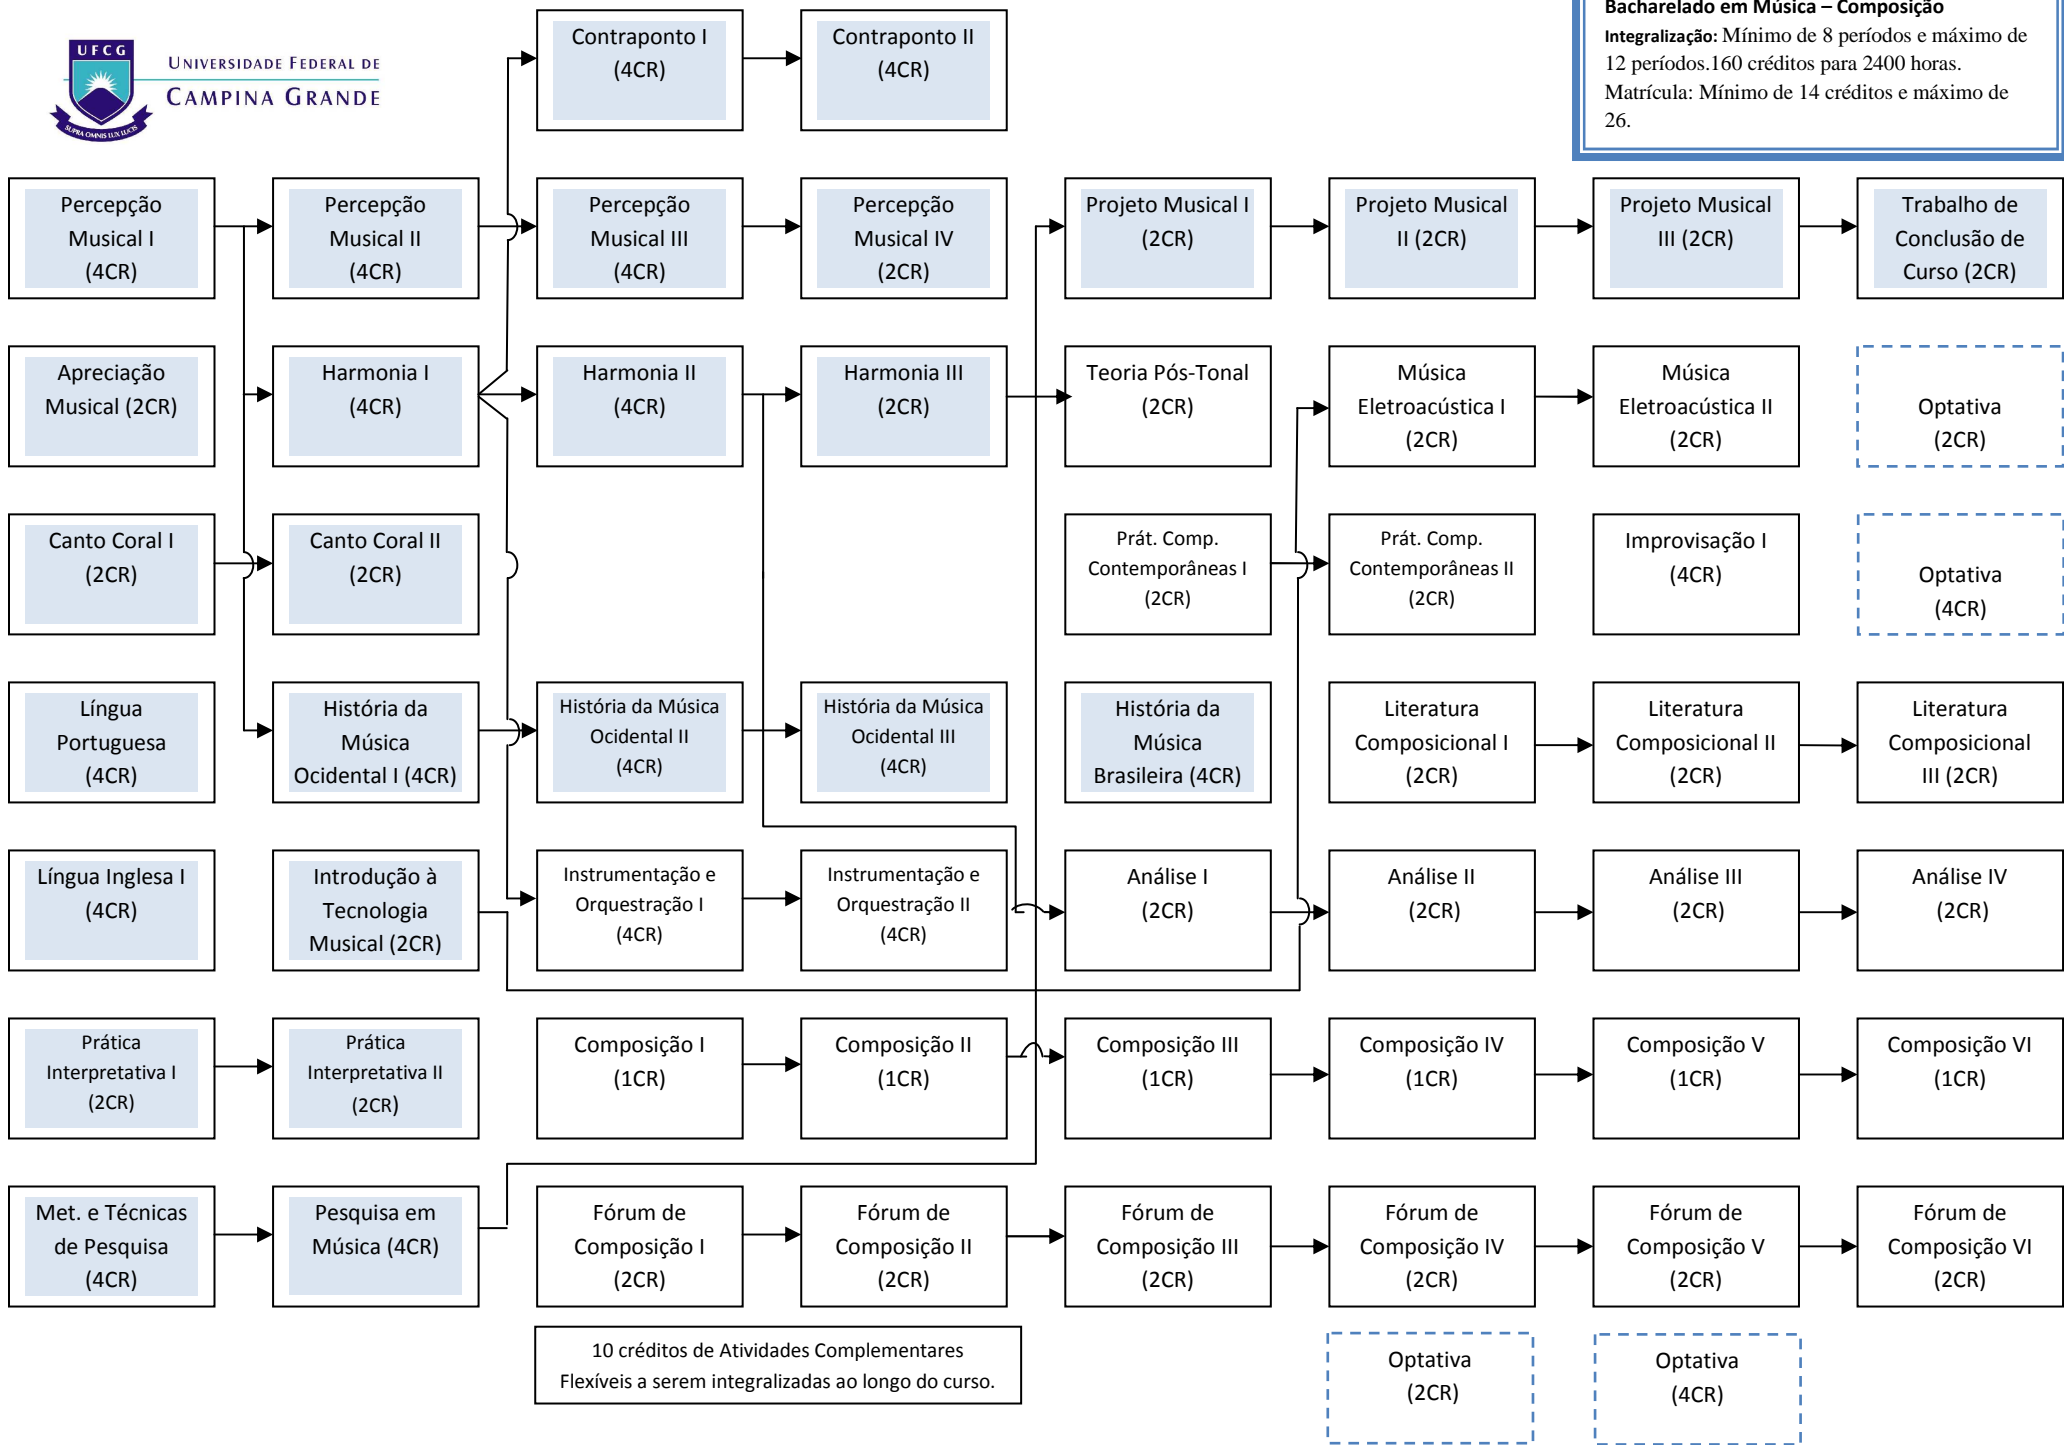 UFCG
SUPRA OMNIS LUX LUCIS
UNIVERSIDADE FEDERAL DE
CAMPINA GRANDE
Bacharelado em Música – Composição
Integralização: Mínimo de 8 períodos e máximo de
12 períodos.160 créditos para 2400 horas.
Matrícula: Mínimo de 14 créditos e máximo de
26.
Contraponto I
(4CR)
Contraponto II
(4CR)
Percepção
Musical I
(4CR)
Percepção
Musical II
(4CR)
Percepção
Musical III
(4CR)
Percepção
Musical IV
(2CR)
Projeto Musical I
(2CR)
Projeto Musical
II (2CR)
Projeto Musical
III (2CR)
Trabalho de
Conclusão de
Curso (2CR)
Apreciação
Musical (2CR)
Harmonia I
(4CR)
Harmonia II
(4CR)
Harmonia III
(2CR)
Teoria Pós-Tonal
(2CR)
Música
Eletroacústica I
(2CR)
Música
Eletroacústica II
(2CR)
Optativa
(2CR)
Canto Coral I
(2CR)
Canto Coral II
(2CR)
Prát. Comp.
Contemporâneas I
(2CR)
Prát. Comp.
Contemporâneas II
(2CR)
Improvisação I
(4CR)
Optativa
(4CR)
Língua
Portuguesa
(4CR)
História da
Música
Ocidental I (4CR)
História da Música
Ocidental II
(4CR)
História da Música
Ocidental III
(4CR)
História da
Música
Brasileira (4CR)
Literatura
Composicional I
(2CR)
Literatura
Composicional II
(2CR)
Literatura
Composicional
III (2CR)
Língua Inglesa I
(4CR)
Introdução à
Tecnologia
Musical (2CR)
Instrumentação e
Orquestração I
(4CR)
Instrumentação e
Orquestração II
(4CR)
Análise I
(2CR)
Análise II
(2CR)
Análise III
(2CR)
Análise IV
(2CR)
Prática
Interpretativa I
(2CR)
Prática
Interpretativa II
(2CR)
Composição I
(1CR)
Composição II
(1CR)
Composição III
(1CR)
Composição IV
(1CR)
Composição V
(1CR)
Composição VI
(1CR)
Met. e Técnicas
de Pesquisa
(4CR)
Pesquisa em
Música (4CR)
Fórum de
Composição I
(2CR)
Fórum de
Composição II
(2CR)
Fórum de
Composição III
(2CR)
Fórum de
Composição IV
(2CR)
Fórum de
Composição V
(2CR)
Fórum de
Composição VI
(2CR)
10 créditos de Atividades Complementares
Flexíveis a serem integralizadas ao longo do curso.
Optativa
(2CR)
Optativa
(4CR)